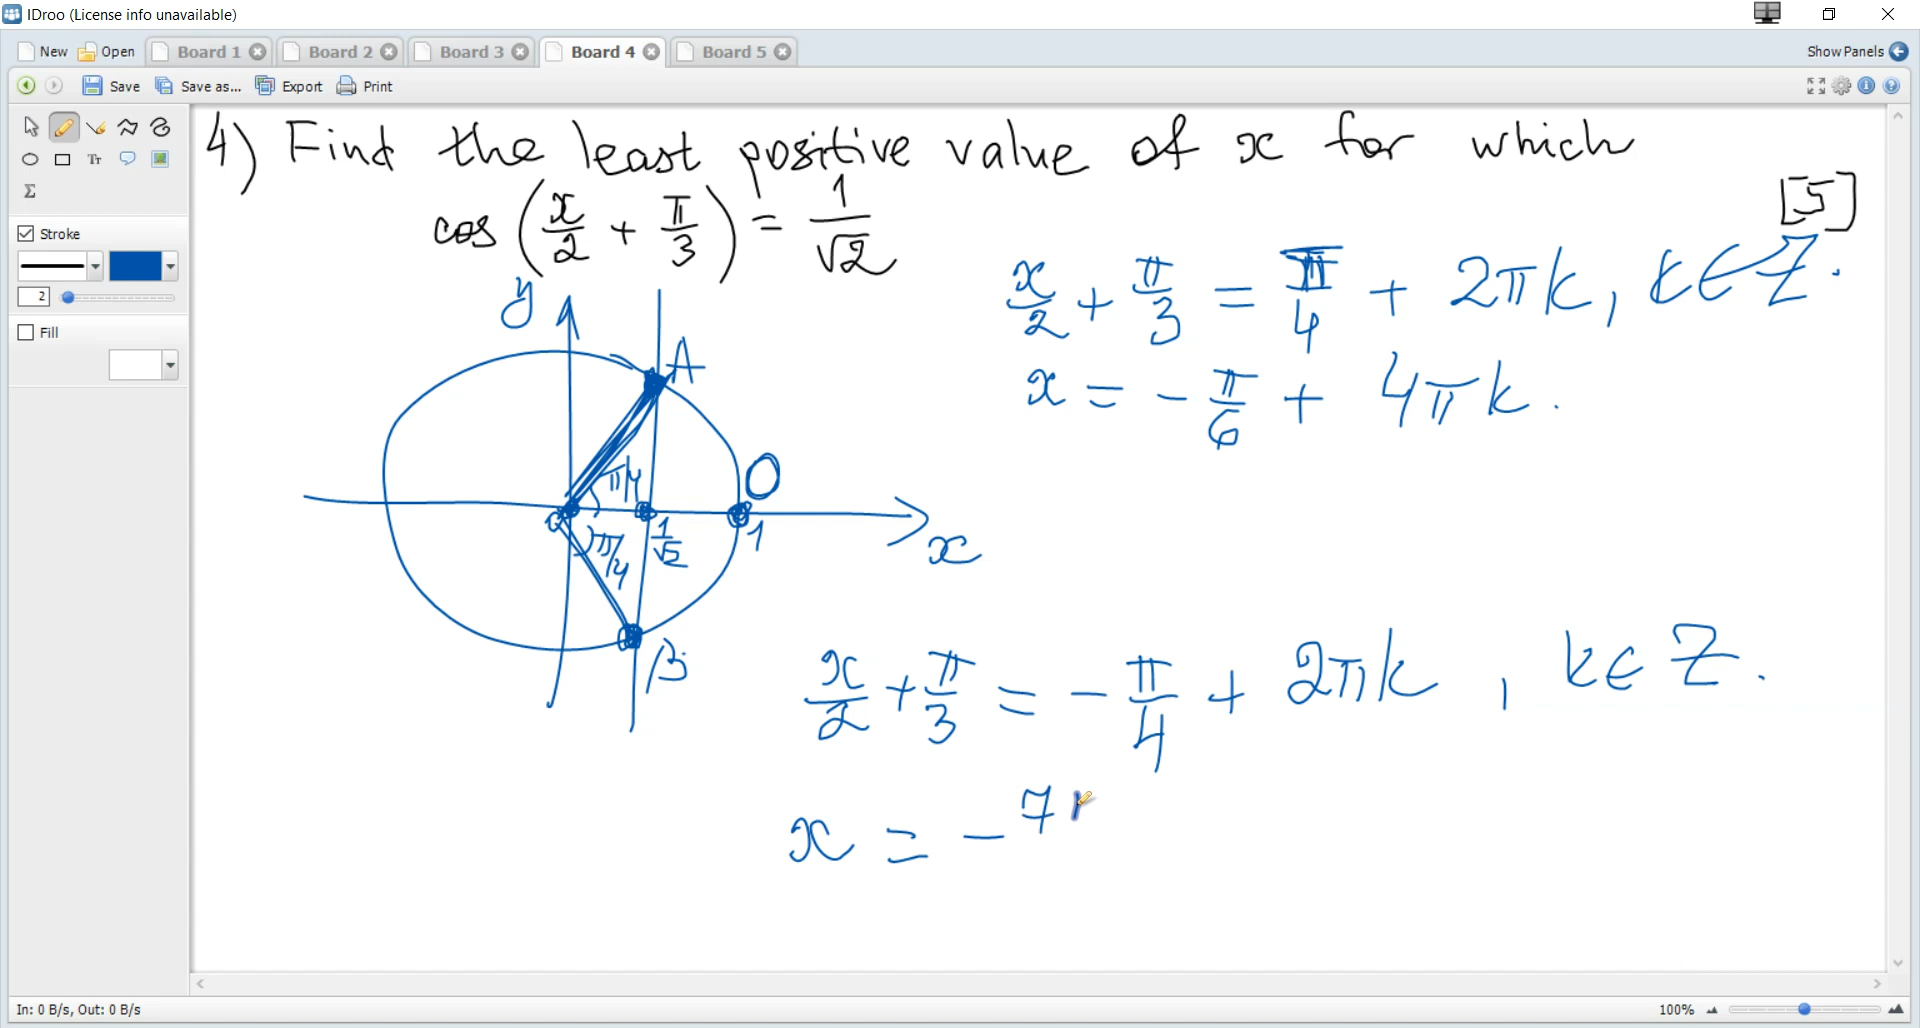 IDroo (License info unavailable)
New Open Board 1 Board 2 Board 3 Board 4 Board 5 Show Panels
Save Save as... Export Print
4) Find the least positive value of x for which
cos(x/2 + π/3) = 1/√2 [5]
x/2 + π/3 = π/4 + 2πk, k∈Z.
x = -π/6 + 4πk.
y
A
π/4
O
0
π/4
1/√2
1
x
B
x/2 + π/3 = -π/4 + 2πk, k∈Z.
x = -7
Tr
Σ
Stroke
2
Fill
In: 0 B/s, Out: 0 B/s 100%